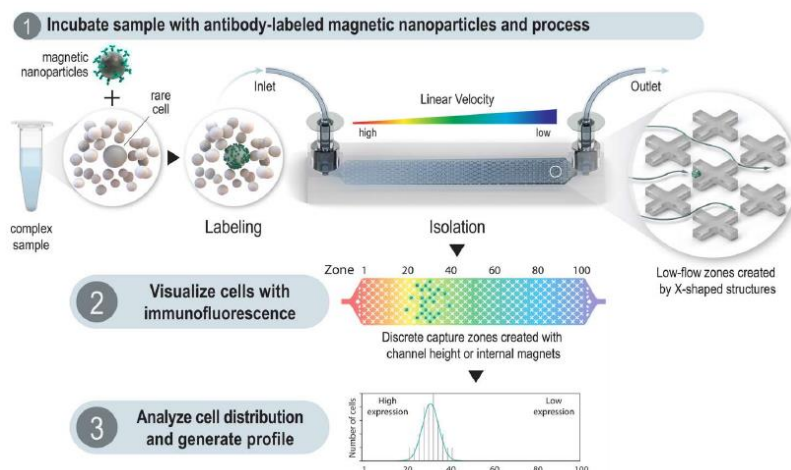 1 Incubate sample with antibody-labeled magnetic nanoparticles and process
magnetic
nanoparticles
+
rare
cell
complex
sample
Labeling
Inlet
Linear Velocity
high
low
Outlet
Isolation
Low-flow zones created
by X-shaped structures
2 Visualize cells with
immunofluorescence
Zone 1 20 40 60 80 100
Discrete capture zones created with
channel height or internal magnets
3 Analyze cell distribution
and generate profile
Number of cells
High
expression
Low
expression
1 20 40 60 80 100